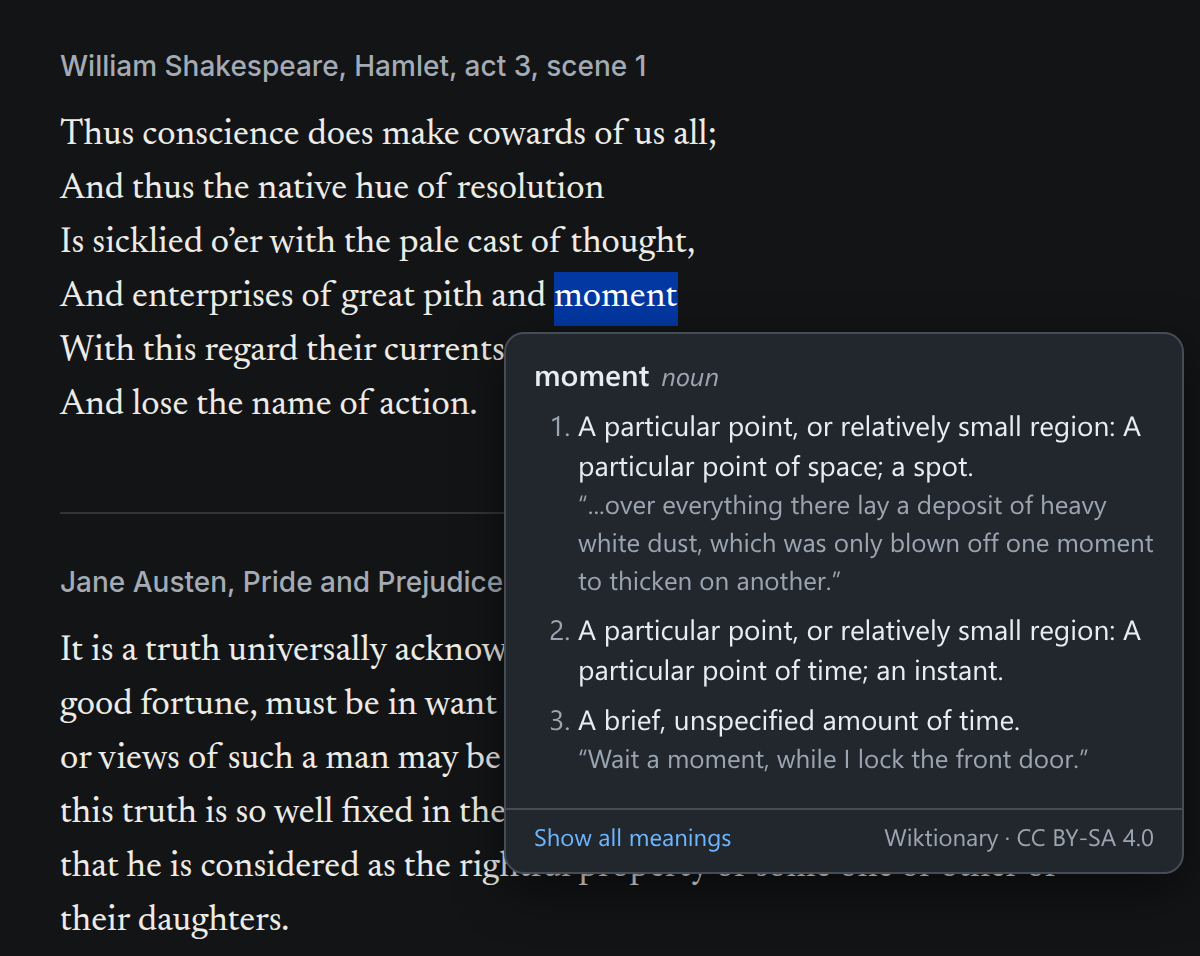 William Shakespeare, Hamlet, act 3, scene 1
Thus conscience does make cowards of us all;
And thus the native hue of resolution
Is sicklied o’er with the pale cast of thought,
And enterprises of great pith and moment
With this regard their currents
And lose the name of action.
moment noun
1. A particular point, or relatively small region: A
particular point of space; a spot.
“...over everything there lay a deposit of heavy
white dust, which was only blown off one moment
to thicken on another.”
2. A particular point, or relatively small region: A
particular point of time; an instant.
3. A brief, unspecified amount of time.
“Wait a moment, while I lock the front door.”
Show all meanings
Wiktionary · CC BY-SA 4.0
Jane Austen, Pride and Prejudice
It is a truth universally
good fortune, must be in want
or views of such a man may be
this truth is so well fixed in the
that he is considered as the
their daughters.